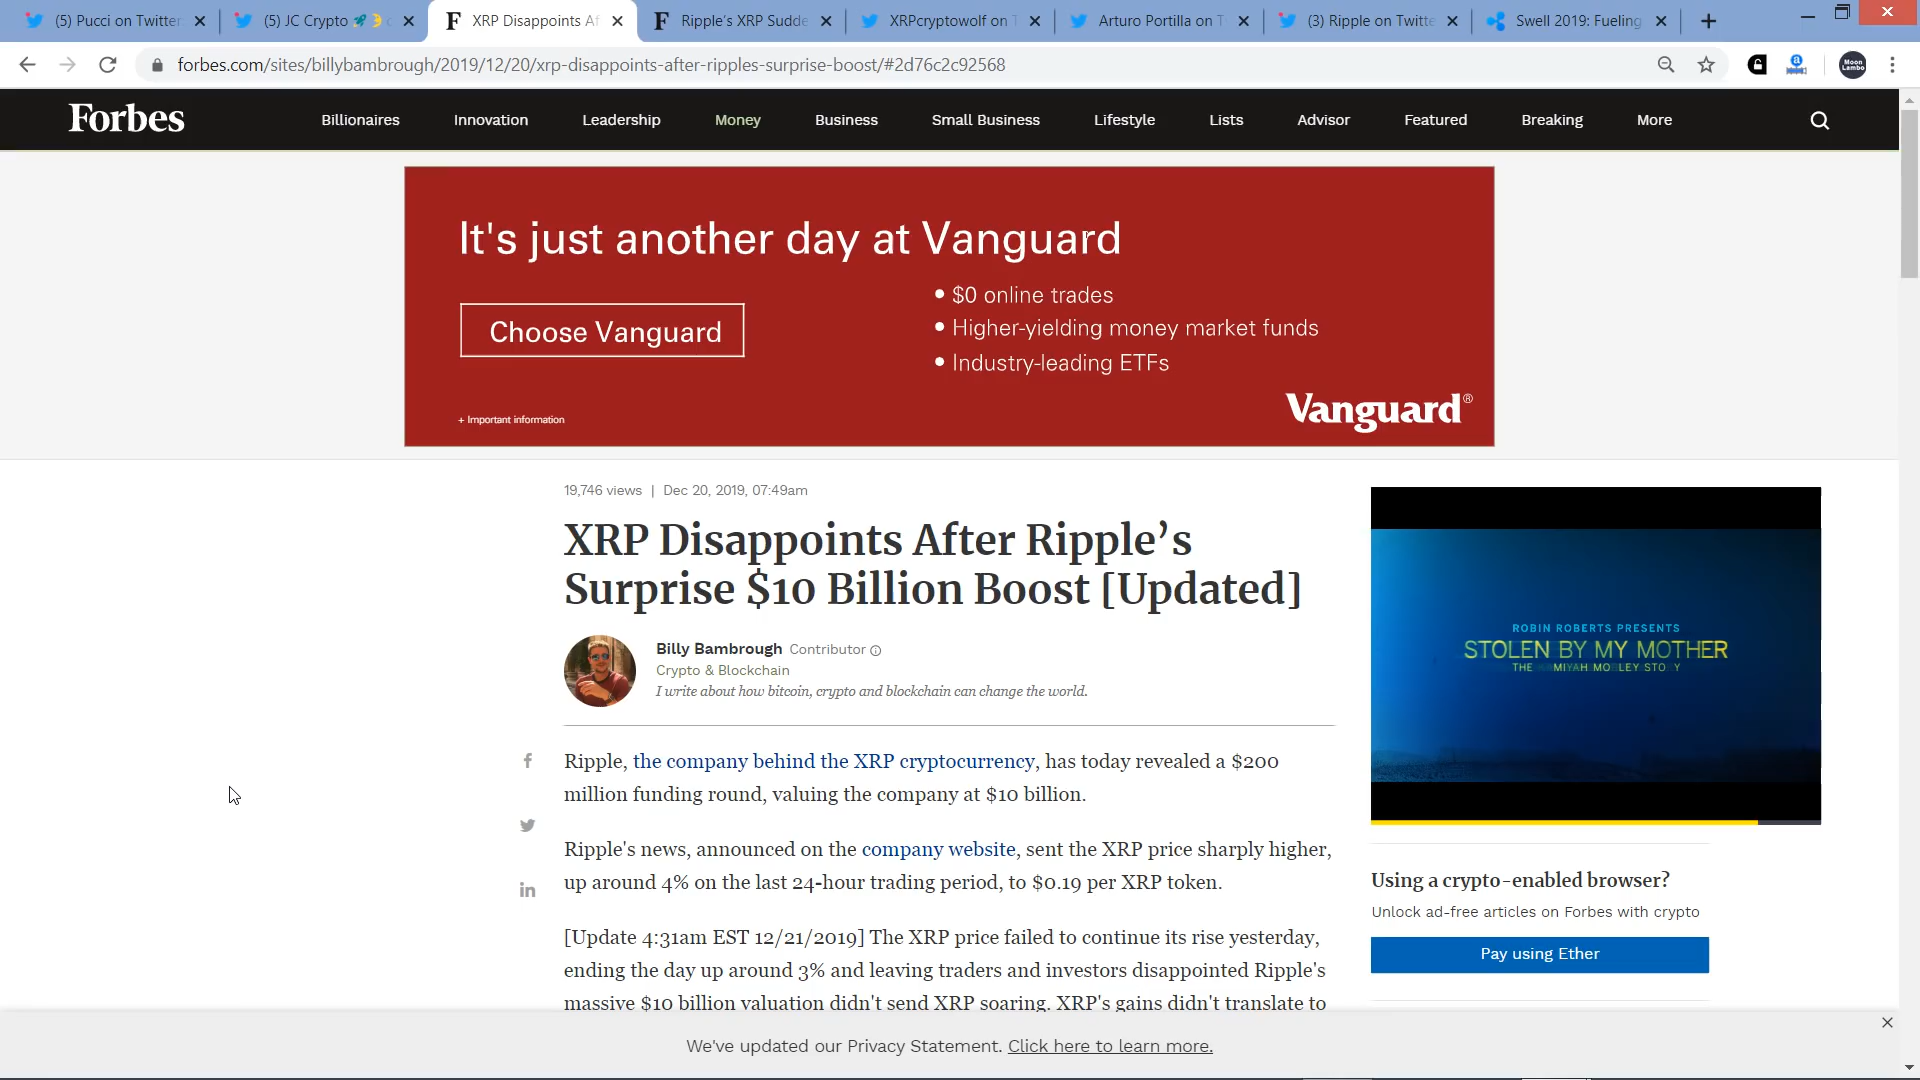 (5) Pucci on Twitter
(5) JC Crypto 🚀🌛
XRP Disappoints Af
Ripple's XRP Sudde
XRPcryptowolf on T
Arturo Portilla on T
(3) Ripple on Twitte
Swell 2019: Fueling
forbes.com/sites/billybambrough/2019/12/20/xrp-disappoints-after-ripples-surprise-boost/#2d76c2c92568
Moon Lambo
Forbes
Billionaires
Innovation
Leadership
Money
Business
Small Business
Lifestyle
Lists
Advisor
Featured
Breaking
More
It's just another day at Vanguard
Choose Vanguard
• $0 online trades
• Higher-yielding money market funds
• Industry-leading ETFs
+ Important information
Vanguard®
19,746 views | Dec 20, 2019, 07:49am
XRP Disappoints After Ripple’s
Surprise $10 Billion Boost [Updated]
Billy Bambrough Contributor
Crypto & Blockchain
I write about how bitcoin, crypto and blockchain can change the world.
Ripple, the company behind the XRP cryptocurrency, has today revealed a $200
million funding round, valuing the company at $10 billion.
Ripple's news, announced on the company website, sent the XRP price sharply higher,
up around 4% on the last 24-hour trading period, to $0.19 per XRP token.
[Update 4:31am EST 12/21/2019] The XRP price failed to continue its rise yesterday,
ending the day up around 3% and leaving traders and investors disappointed Ripple's
massive $10 billion valuation didn't send XRP soaring. XRP's gains didn't translate to
ROBIN ROBERTS PRESENTS
STOLEN BY MY MOTHER
THE
Using a crypto-enabled browser?
Unlock ad-free articles on Forbes with crypto
Pay using Ether
We've updated our Privacy Statement. Click here to learn more.